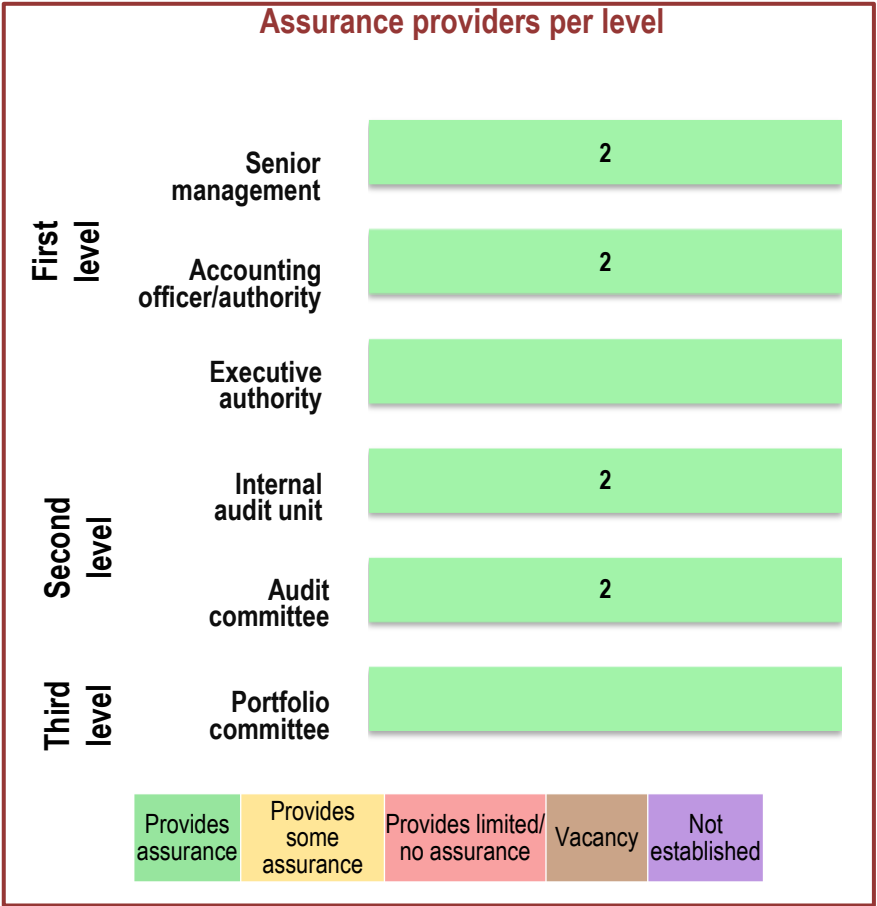 Assurance providers per level
First
level
Senior
management
2
Accounting
officer/authority
2
Executive
authority
Second
level
Internal
audit unit
2
Audit
committee
2
Third
level
Portfolio
committee
Provides
assurance
Provides
some
assurance
Provides limited/
no assurance
Vacancy
Not
established